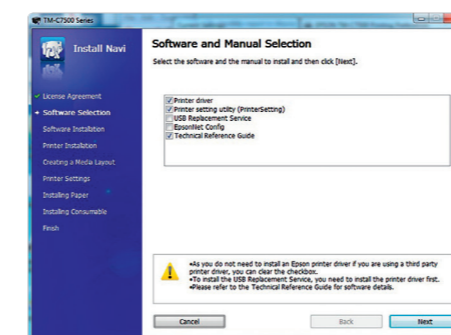 TM-C7500 Series
Install Navi
Software and Manual Selection
Select the software and the manual to install and then click [Next].
License Agreement
Software Selection
Software Installation
Printer Installation
Creating a Media Layout
Printer Settings
Installing Paper
Installing Consumable
Finish
Printer driver
Printer setting utility (PrinterSetting)
USB Replacement Service
EpsonNet Config
Technical Reference Guide
•As you do not need to install an Epson printer driver if you are using a third party
printer driver, you can clear the checkbox.
•To install the USB Replacement Service, you need to install the printer driver first.
•Please refer to the Technical Reference Guide for software details.
Cancel
Back
Next